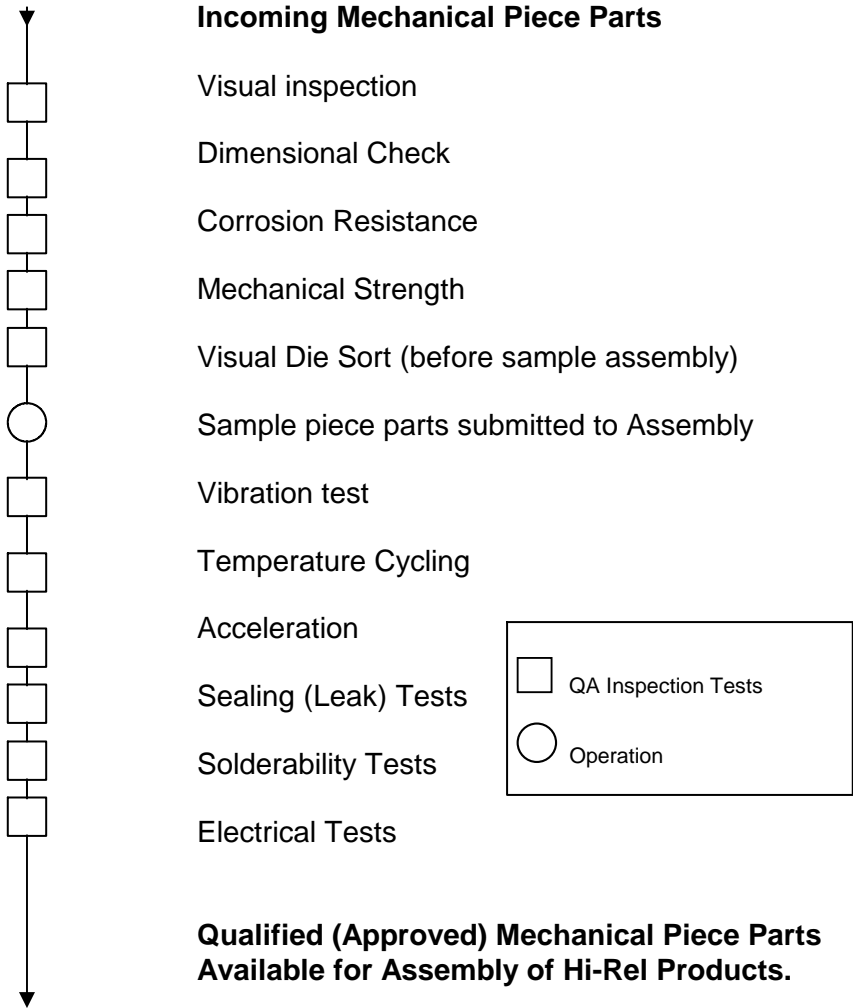 Incoming Mechanical Piece Parts
Visual inspection
Dimensional Check
Corrosion Resistance
Mechanical Strength
Visual Die Sort (before sample assembly)
Sample piece parts submitted to Assembly
Vibration test
Temperature Cycling
Acceleration
Sealing (Leak) Tests
Solderability Tests
Electrical Tests
QA Inspection Tests
Operation
Qualified (Approved) Mechanical Piece Parts
Available for Assembly of Hi-Rel Products.